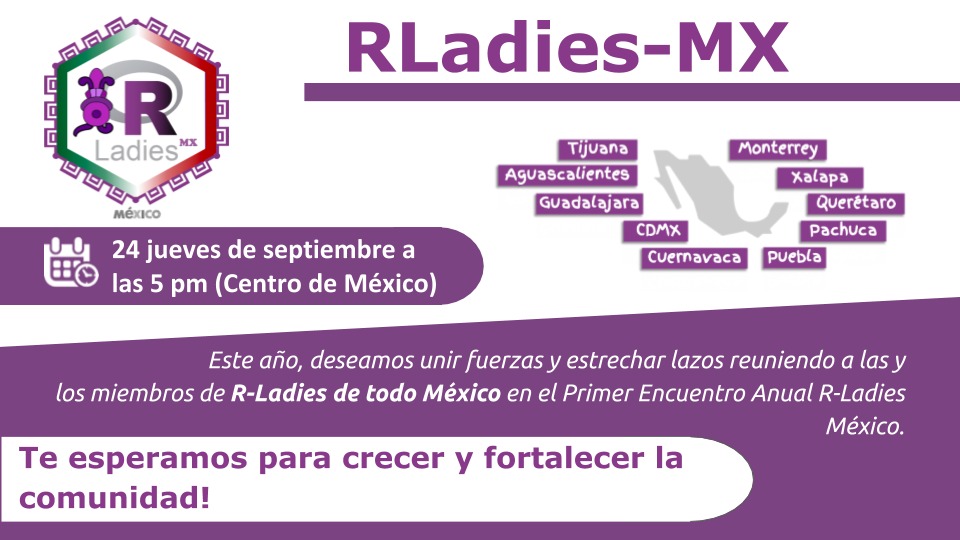 RLadies-MX
R
Ladies MX
MÉXICO
Tijuana
Monterrey
Aguascalientes
Xalapa
Guadalajara
Querétaro
CDMX
Pachuca
Cuernavaca
Puebla
24 jueves de septiembre a
las 5 pm (Centro de México)
Este año, deseamos unir fuerzas y estrechar lazos reuniendo a las y
los miembros de R-Ladies de todo México en el Primer Encuentro Anual R-Ladies
México.
Te esperamos para crecer y fortalecer la
comunidad!